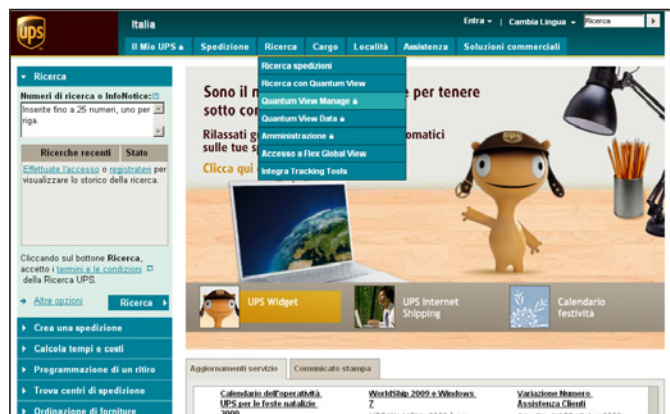 ups
Italia
Entra
Cambia Lingua
Ricerca
Il Mio UPS
Spedizione
Ricerca
Cargo
Località
Assistenza
Soluzioni commerciali
Ricerca
Numeri di ricerca o InfoNotice:
Inserite fino a 25 numeri, uno per
riga.
Ricerche recenti Stato
Effettuate l'accesso o registratevi per
visualizzare lo storico della ricerca.
Cliccando sul bottone Ricerca,
accetto i termini e le condizioni
della Ricerca UPS.
Altre opzioni
Ricerca
Crea una spedizione
Calcola tempi e costi
Programmazione di un ritiro
Trova centri di spedizione
Ordinazione di forniture
Ricerca spedizioni
Ricerca con Quantum View
Quantum View Manage
Quantum View Data
Amministrazione
Accesso a Flex Global View
Integra Tracking Tools
Sono il per tenere
sotto
Rilassati
sulle tue
Clicca qui
UPS Widget
UPS Internet
Shipping
Calendario
festività
Aggiornamenti servizio
Comunicato stampa
Calendario dell'operatività
UPS per le feste natalizie
2009
WorldShip 2009 e Windows
7
Variazione Numero
Assistenza Clienti